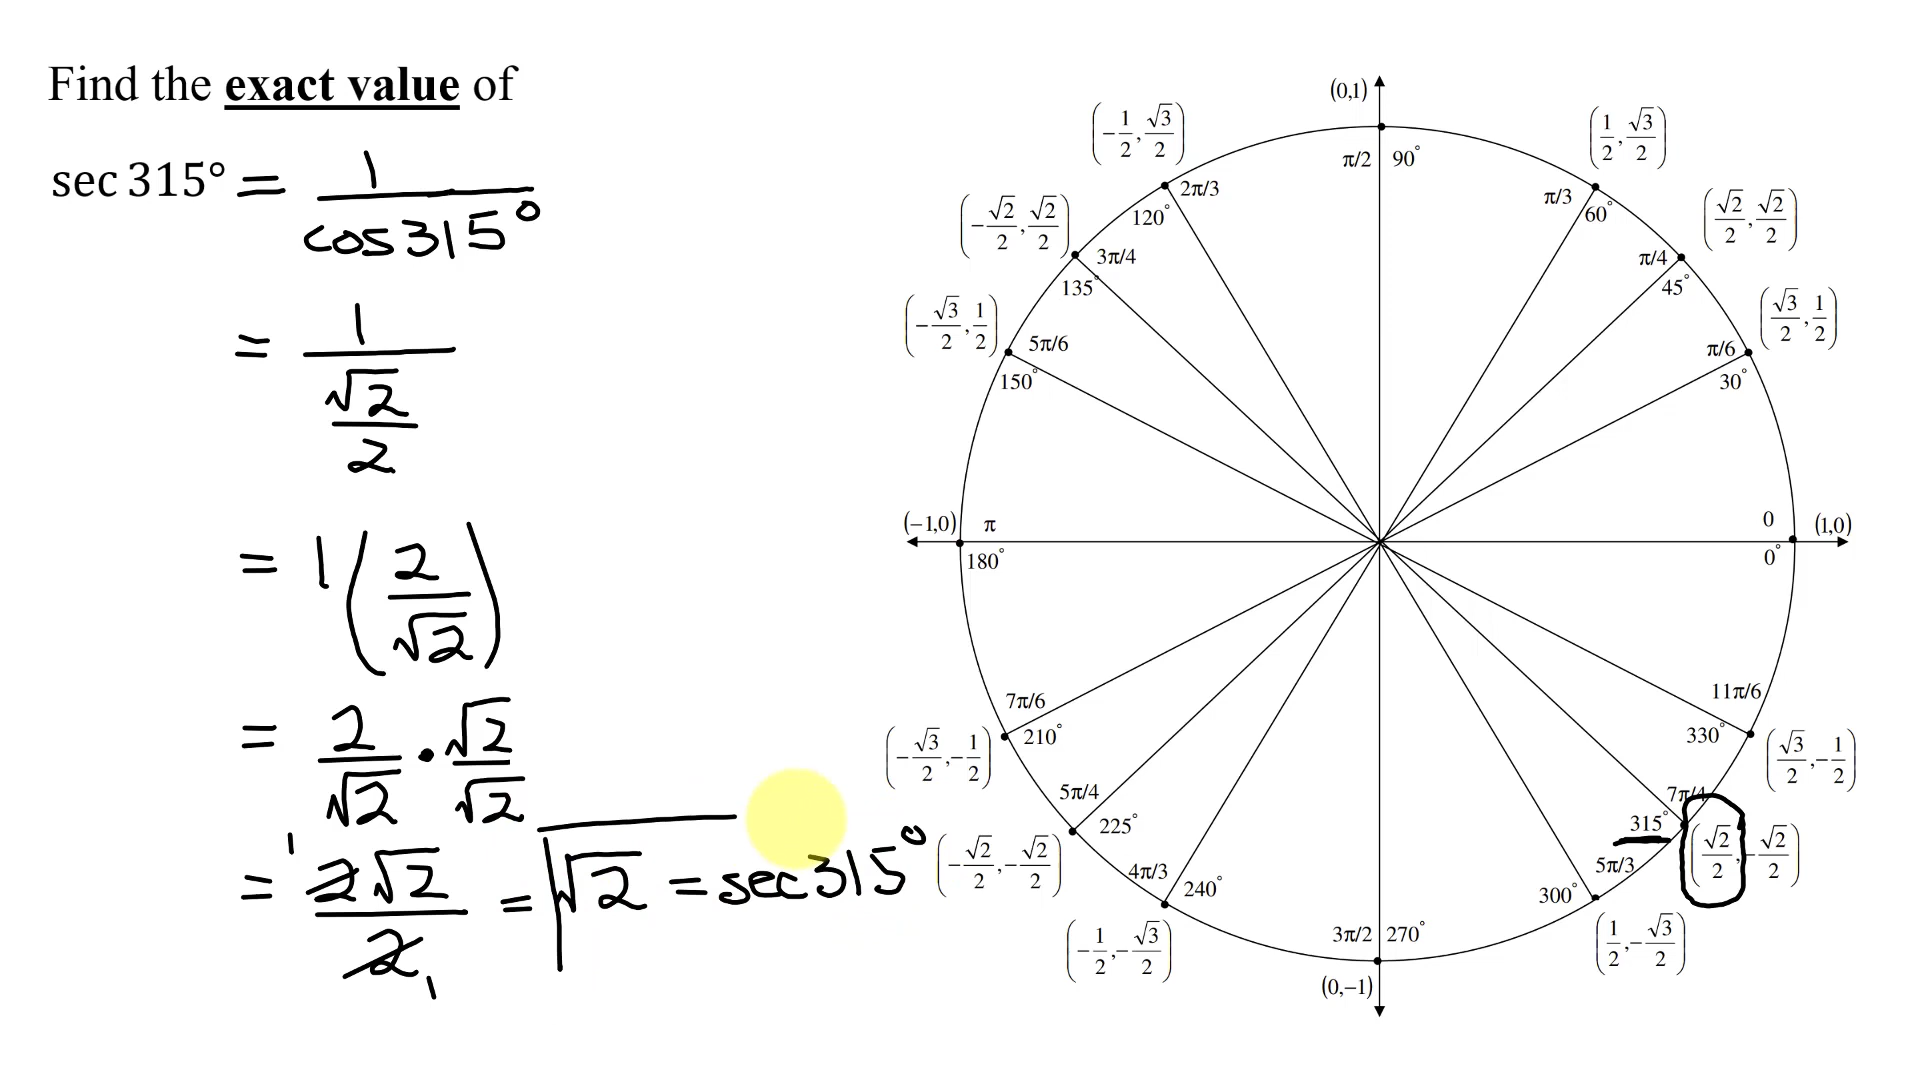 Find the exact value of
sec 315° = 1/cos315°
= 1/(√2/2)
= 1(2/√2)
= 2/√2 • √2/√2
= 2√2/2 = √2 = sec315°
1
1
(0,1)
π/2 90°
(1/2, √3/2)
π/3
60°
(√2/2, √2/2)
π/4
45°
(√3/2, 1/2)
π/6
30°
0 (1,0)
0°
(−1/2, √3/2)
2π/3
120°
(−√2/2, √2/2)
3π/4
135°
(−√3/2, 1/2)
5π/6
150°
(−1,0) π
180°
7π/6
210°
(−√3/2, −1/2)
5π/4
225°
(−√2/2, −√2/2)
4π/3
240°
(−1/2, −√3/2)
3π/2 270°
(0,−1)
11π/6
330°
(√3/2, −1/2)
7π/4
315°
(√2/2, −√2/2)
5π/3
300°
(1/2, −√3/2)